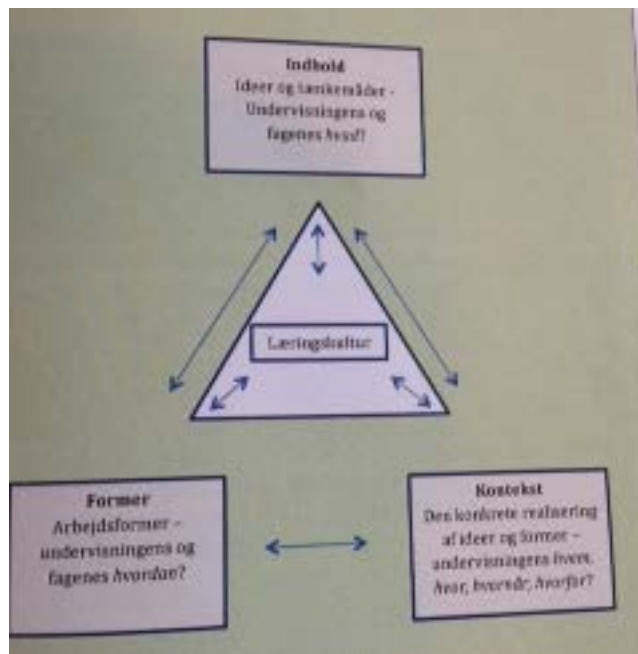 Indhold
Ideer og tænkemåder -
Undervisningens og
fagenes hvad?
Læringskultur
Former
Arbejdsformer –
undervisningens og
fagenes hvordan?
Kontekst
Den konkrete realisering
af ideer og former –
undervisningens hvem,
hvor, hvornår, hvorfor?